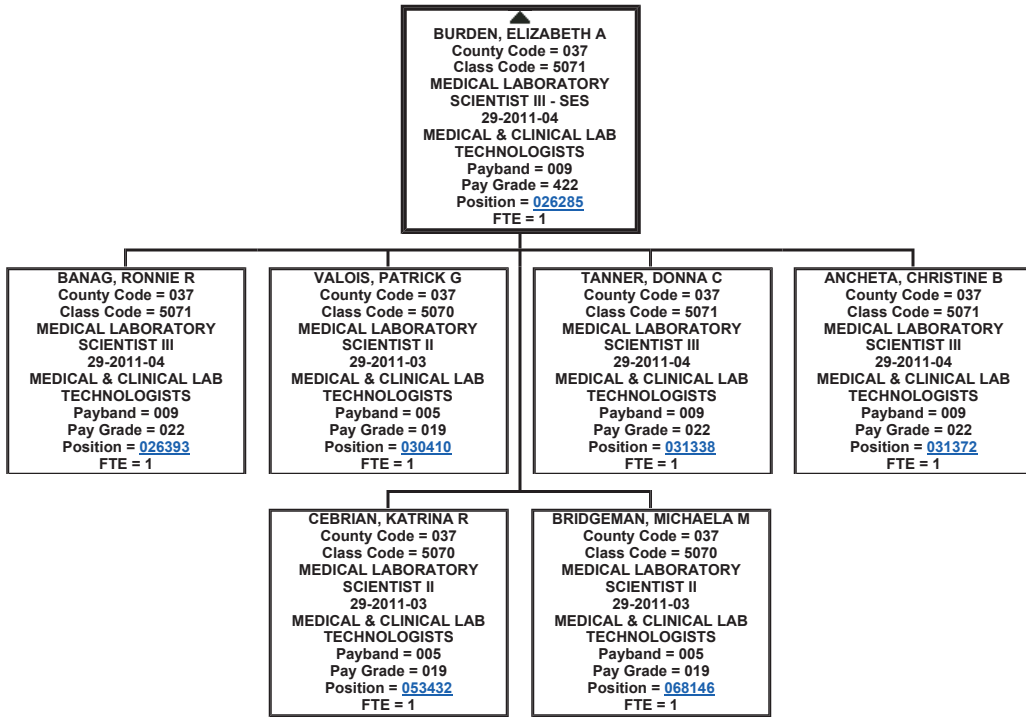 BURDEN, ELIZABETH A
County Code = 037
Class Code = 5071
MEDICAL LABORATORY
SCIENTIST III - SES
29-2011-04
MEDICAL & CLINICAL LAB
TECHNOLOGISTS
Payband = 009
Pay Grade = 422
Position = 026285
FTE = 1
BANAG, RONNIE R
County Code = 037
Class Code = 5071
MEDICAL LABORATORY
SCIENTIST III
29-2011-04
MEDICAL & CLINICAL LAB
TECHNOLOGISTS
Payband = 009
Pay Grade = 022
Position = 026393
FTE = 1
VALOIS, PATRICK G
County Code = 037
Class Code = 5070
MEDICAL LABORATORY
SCIENTIST II
29-2011-03
MEDICAL & CLINICAL LAB
TECHNOLOGISTS
Payband = 005
Pay Grade = 019
Position = 030410
FTE = 1
TANNER, DONNA C
County Code = 037
Class Code = 5071
MEDICAL LABORATORY
SCIENTIST III
29-2011-04
MEDICAL & CLINICAL LAB
TECHNOLOGISTS
Payband = 009
Pay Grade = 022
Position = 031338
FTE = 1
ANCHETA, CHRISTINE B
County Code = 037
Class Code = 5071
MEDICAL LABORATORY
SCIENTIST III
29-2011-04
MEDICAL & CLINICAL LAB
TECHNOLOGISTS
Payband = 009
Pay Grade = 022
Position = 031372
FTE = 1
CEBRIAN, KATRINA R
County Code = 037
Class Code = 5070
MEDICAL LABORATORY
SCIENTIST II
29-2011-03
MEDICAL & CLINICAL LAB
TECHNOLOGISTS
Payband = 005
Pay Grade = 019
Position = 053432
FTE = 1
BRIDGEMAN, MICHAELA M
County Code = 037
Class Code = 5070
MEDICAL LABORATORY
SCIENTIST II
29-2011-03
MEDICAL & CLINICAL LAB
TECHNOLOGISTS
Payband = 005
Pay Grade = 019
Position = 068146
FTE = 1